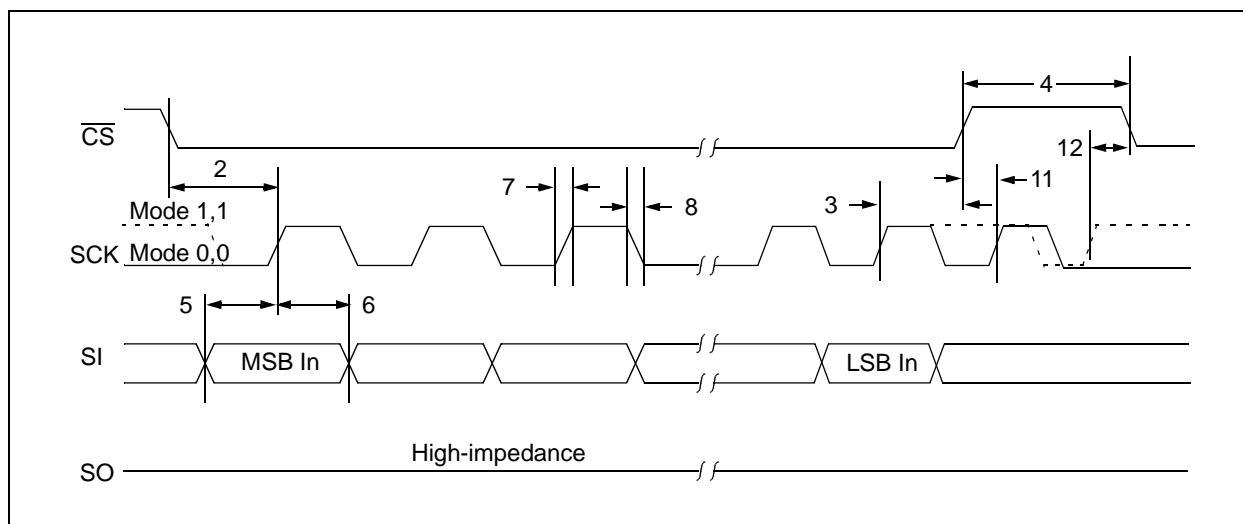 4
CS
12
2
11
7
8
3
Mode 1,1
SCK Mode 0,0
5
6
SI
MSB In
LSB In
High-impedance
SO